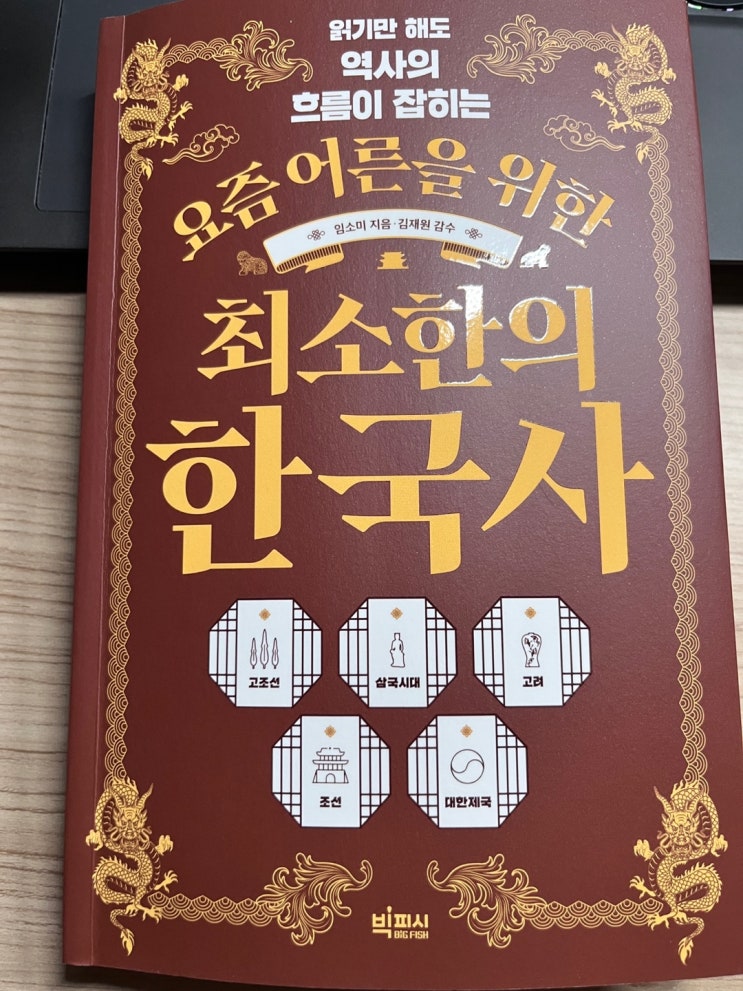 읽기만 해도
역사의
흐름이 잡히는
요즘 어른을 위한
임소미 지음·김재원 감수
최소한의
한국사
고조선
삼국시대
고려
조선
대한제국
빅피시
BIG FISH